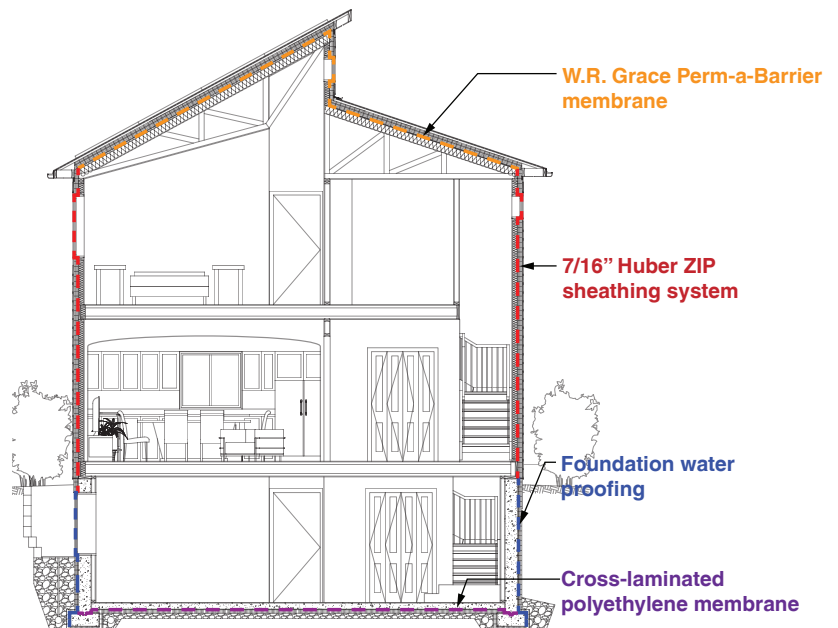 W.R. Grace Perm-a-Barrier
membrane
7/16” Huber ZIP
sheathing system
Foundation water
proofing
Cross-laminated
polyethylene membrane